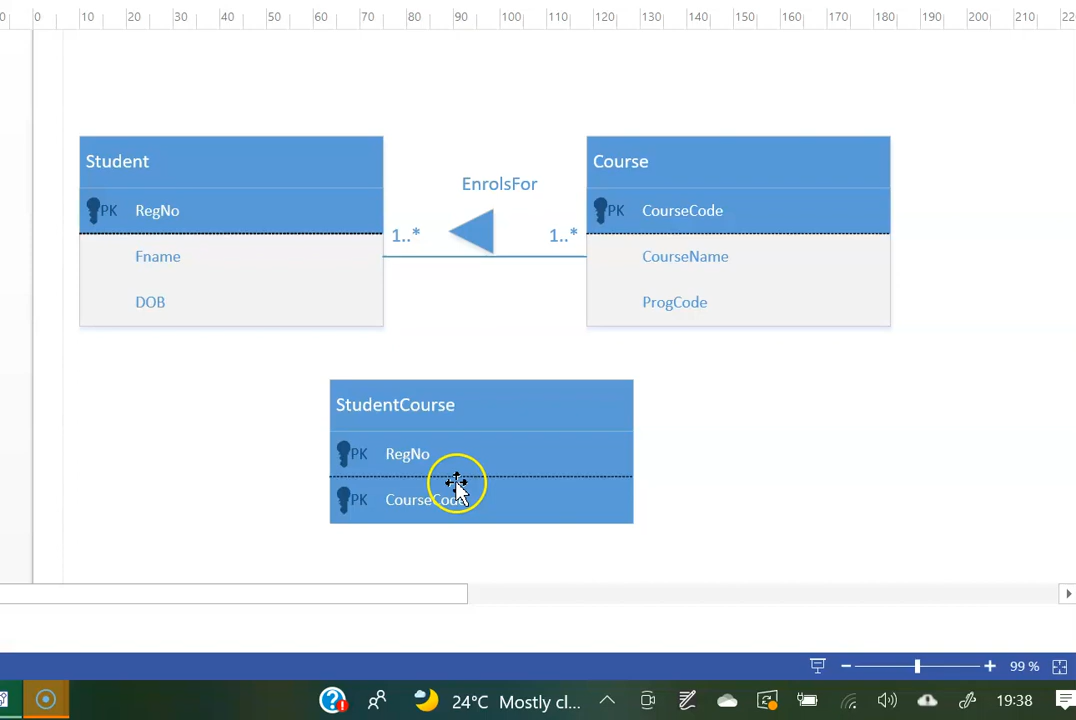 0 10 20 30 40 50 60 70 80 90 100 110 120 130 140 150 160 170 180 190 200 210 22
Student
PK RegNo
Fname
DOB
EnrolsFor
1..* 1..*
Course
PK CourseCode
CourseName
ProgCode
StudentCourse
PK RegNo
PK CourseCode
99 %
24°C Mostly cl... 19:38